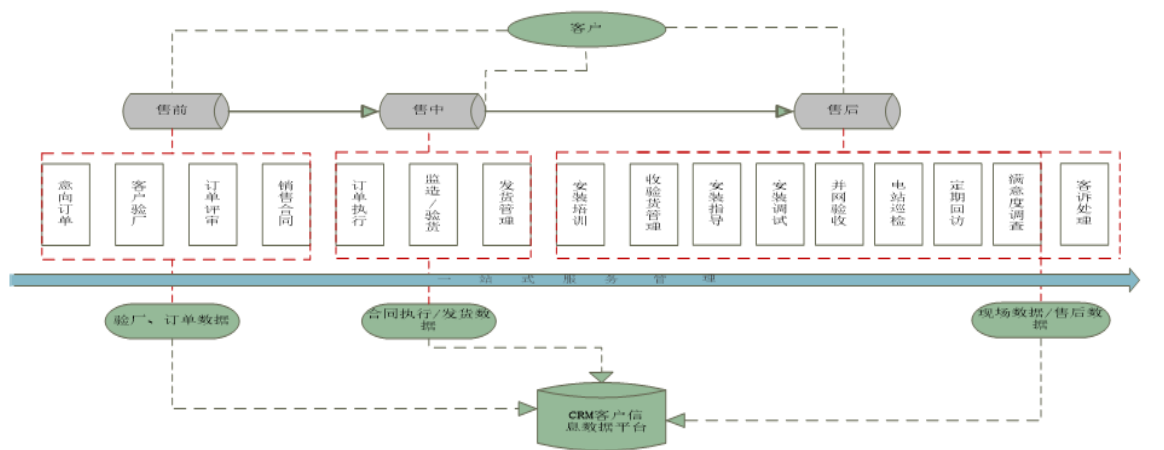 客户
售前
售中
售后
意向订单
客户验厂
订单评审
销售合同
订单执行
监造/验货
发货管理
安装培训
收验货管理
安装指导
安装调试
并网验收
电站巡检
定期回访
满意度调查
客诉处理
一站式服务管理
验厂、订单数据
合同执行/发货数
据
现场数据/售后数
据
CRM客户信
息数据平台